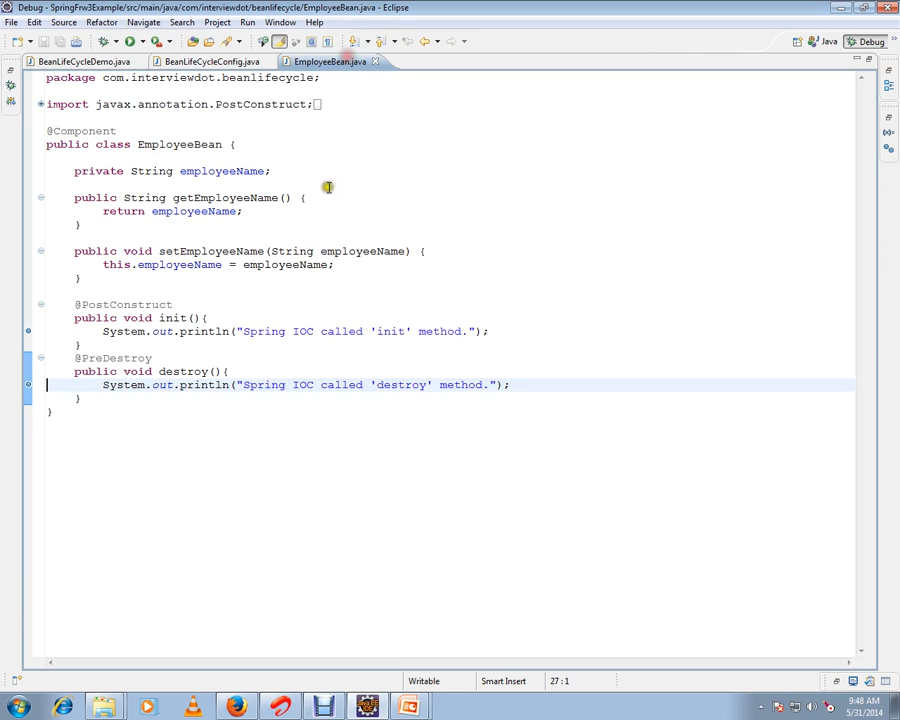 Debug - SpringFrw3Example/src/main/java/com/interviewdot/beanlifecycle/EmployeeBean.java - Eclipse
File Edit Source Refactor Navigate Search Project Run Window Help
Java Debug
BeanLifeCycleDemo.java BeanLifeCycleConfig.java EmployeeBean.java
package com.interviewdot.beanlifecycle;
import javax.annotation.PostConstruct;
@Component
public class EmployeeBean {
private String employeeName;
public String getEmployeeName() {
return employeeName;
}
public void setEmployeeName(String employeeName) {
this.employeeName = employeeName;
}
@PostConstruct
public void init(){
System.out.println("Spring IOC called 'init' method.");
}
@PreDestroy
public void destroy(){
System.out.println("Spring IOC called 'destroy' method.");
}
}
Writable Smart Insert 27 : 1
9:48 AM
5/31/2014